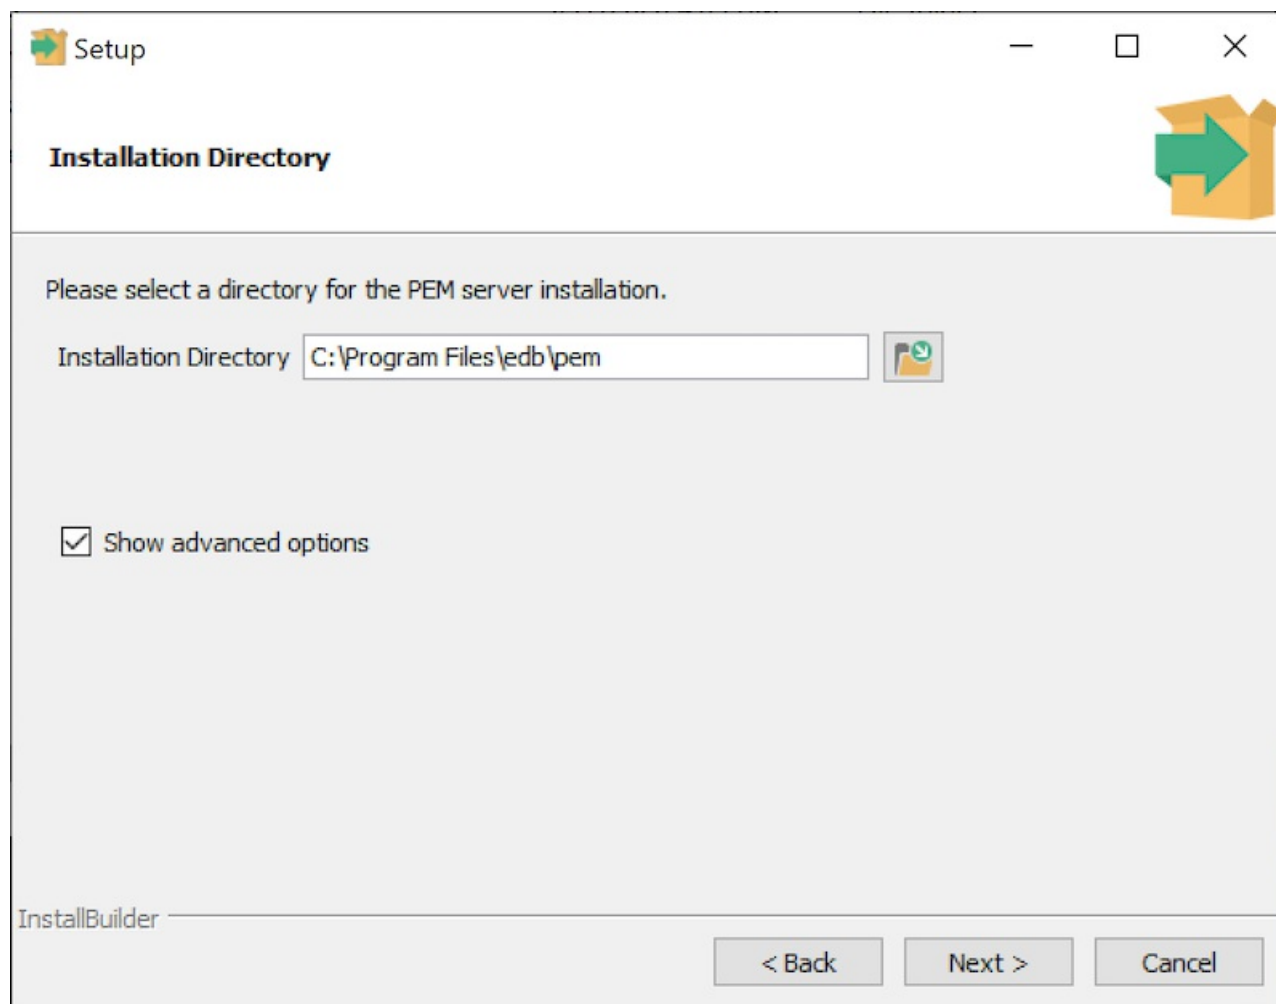 Setup
Installation Directory
Please select a directory for the PEM server installation.
Installation Directory C:\Program Files\edb\pem
Show advanced options
InstallBuilder
< Back Next > Cancel